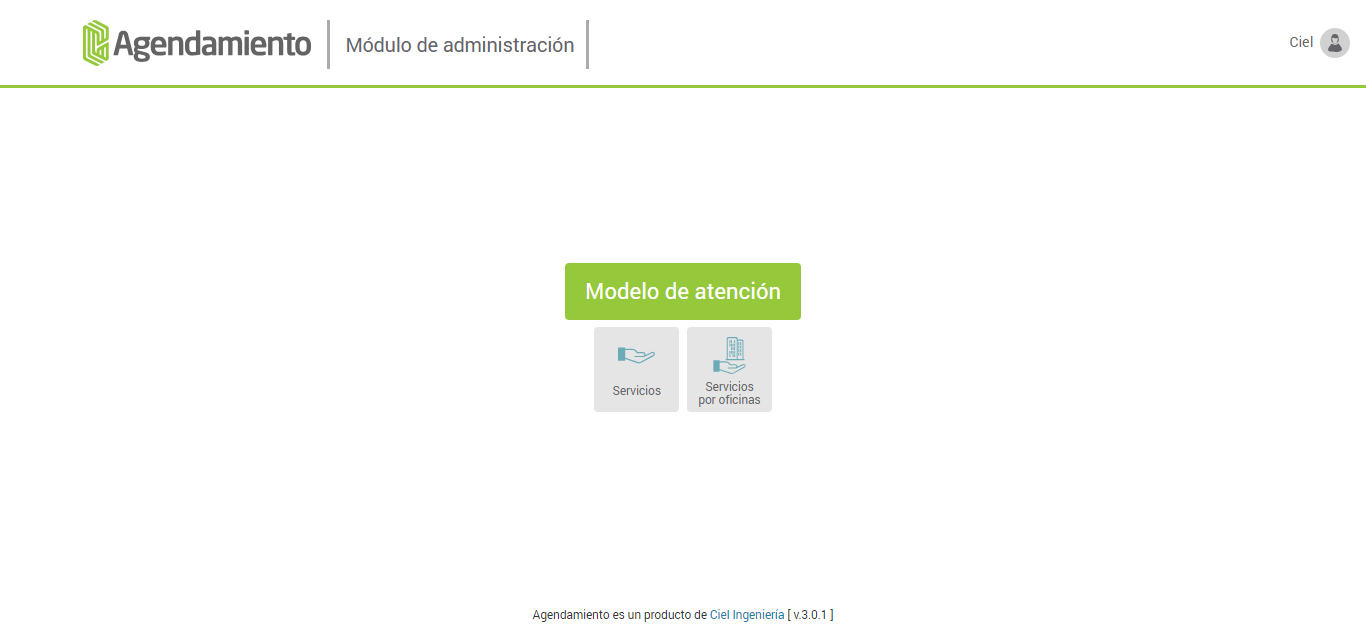 Agendamiento
Módulo de administración
Ciel
Modelo de atención
Servicios
Servicios
por oficinas
Agendamiento es un producto de Ciel Ingeniería [ v.3.0.1 ]